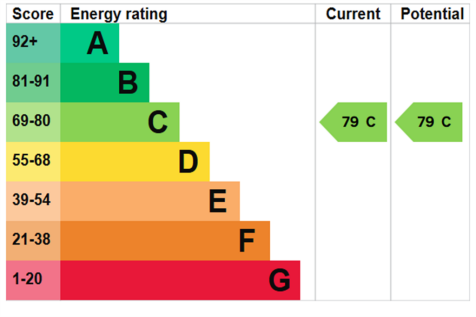 Score Energy rating Current Potential
92+ A
81-91 B
69-80 C 79 C 79 C
55-68 D
39-54 E
21-38 F
1-20 G